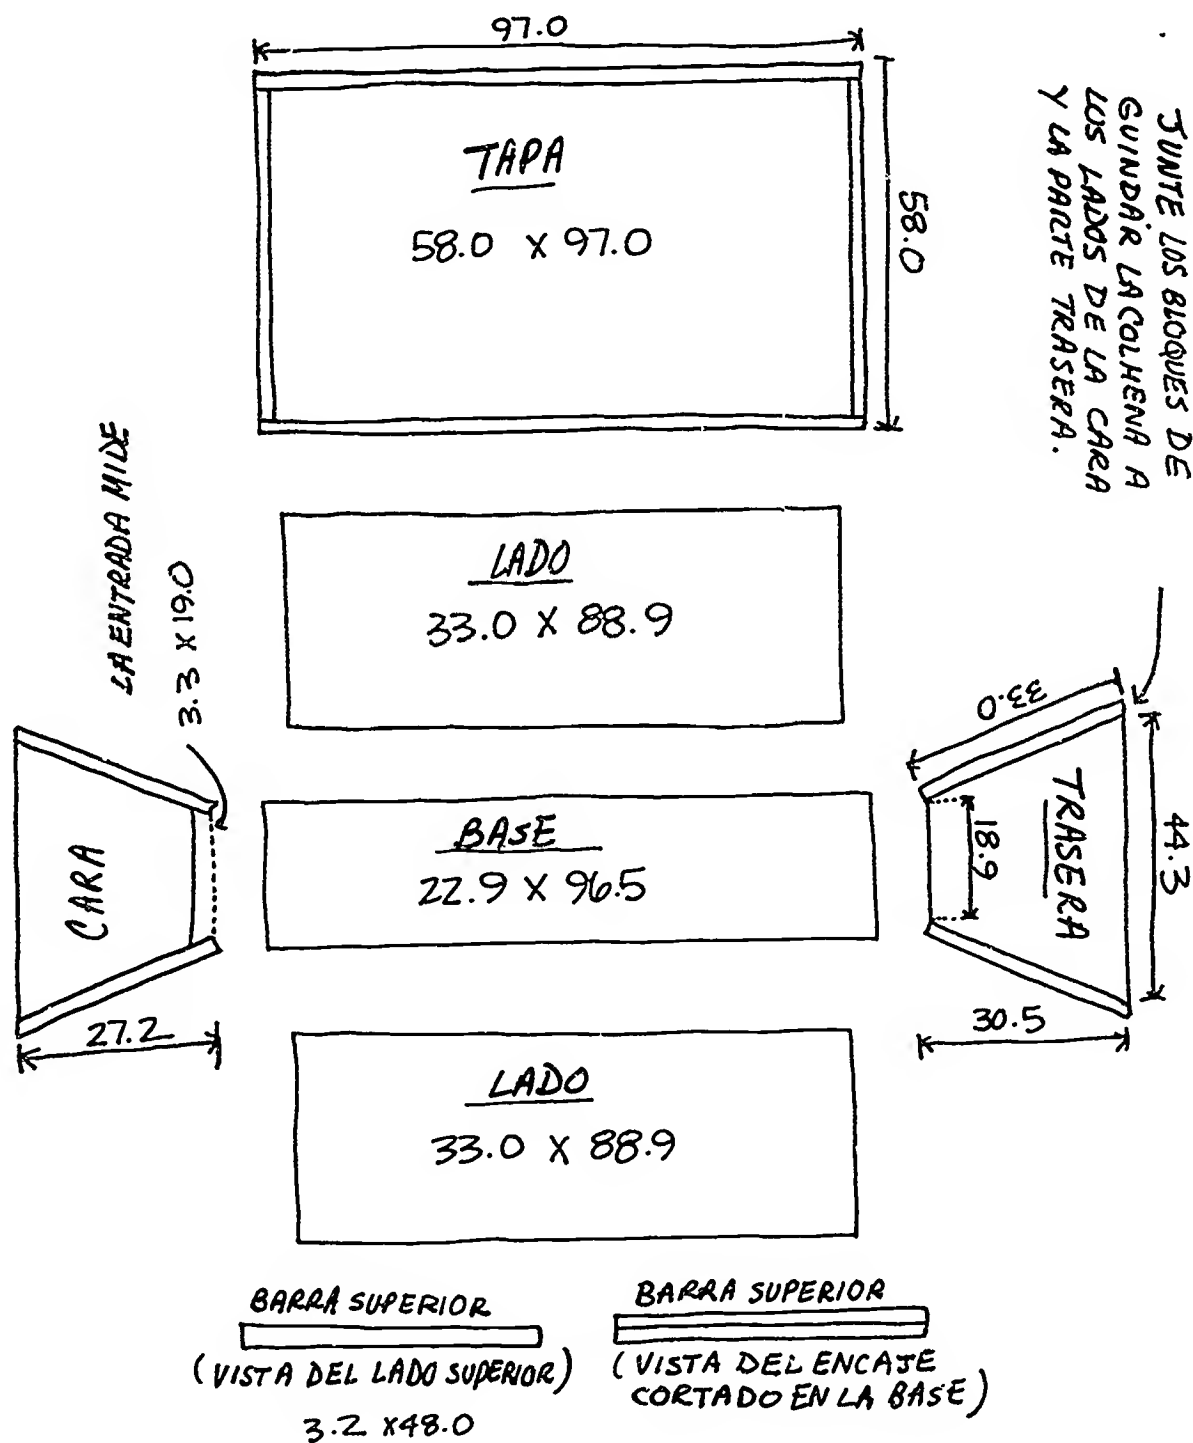 97.0
TAPA
58.0 X 97.0
58.0
JUNTE LOS BLOQUES DE
GUINDAR LA COLMENA A
LOS LADOS DE LA CARA
Y LA PARTE TRASERA.
LADO
33.0 X 88.9
LA ENTRADA MIDE
3.3 X 19.0
CARA
27.2
BASE
22.9 X 96.5
33.0
TRASERA
18.9
44.3
30.5
LADO
33.0 X 88.9
BARRA SUPERIOR
(VISTA DEL LADO SUPERIOR)
3.2 X 48.0
BARRA SUPERIOR
(VISTA DEL ENCAJE
CORTADO EN LA BASE)